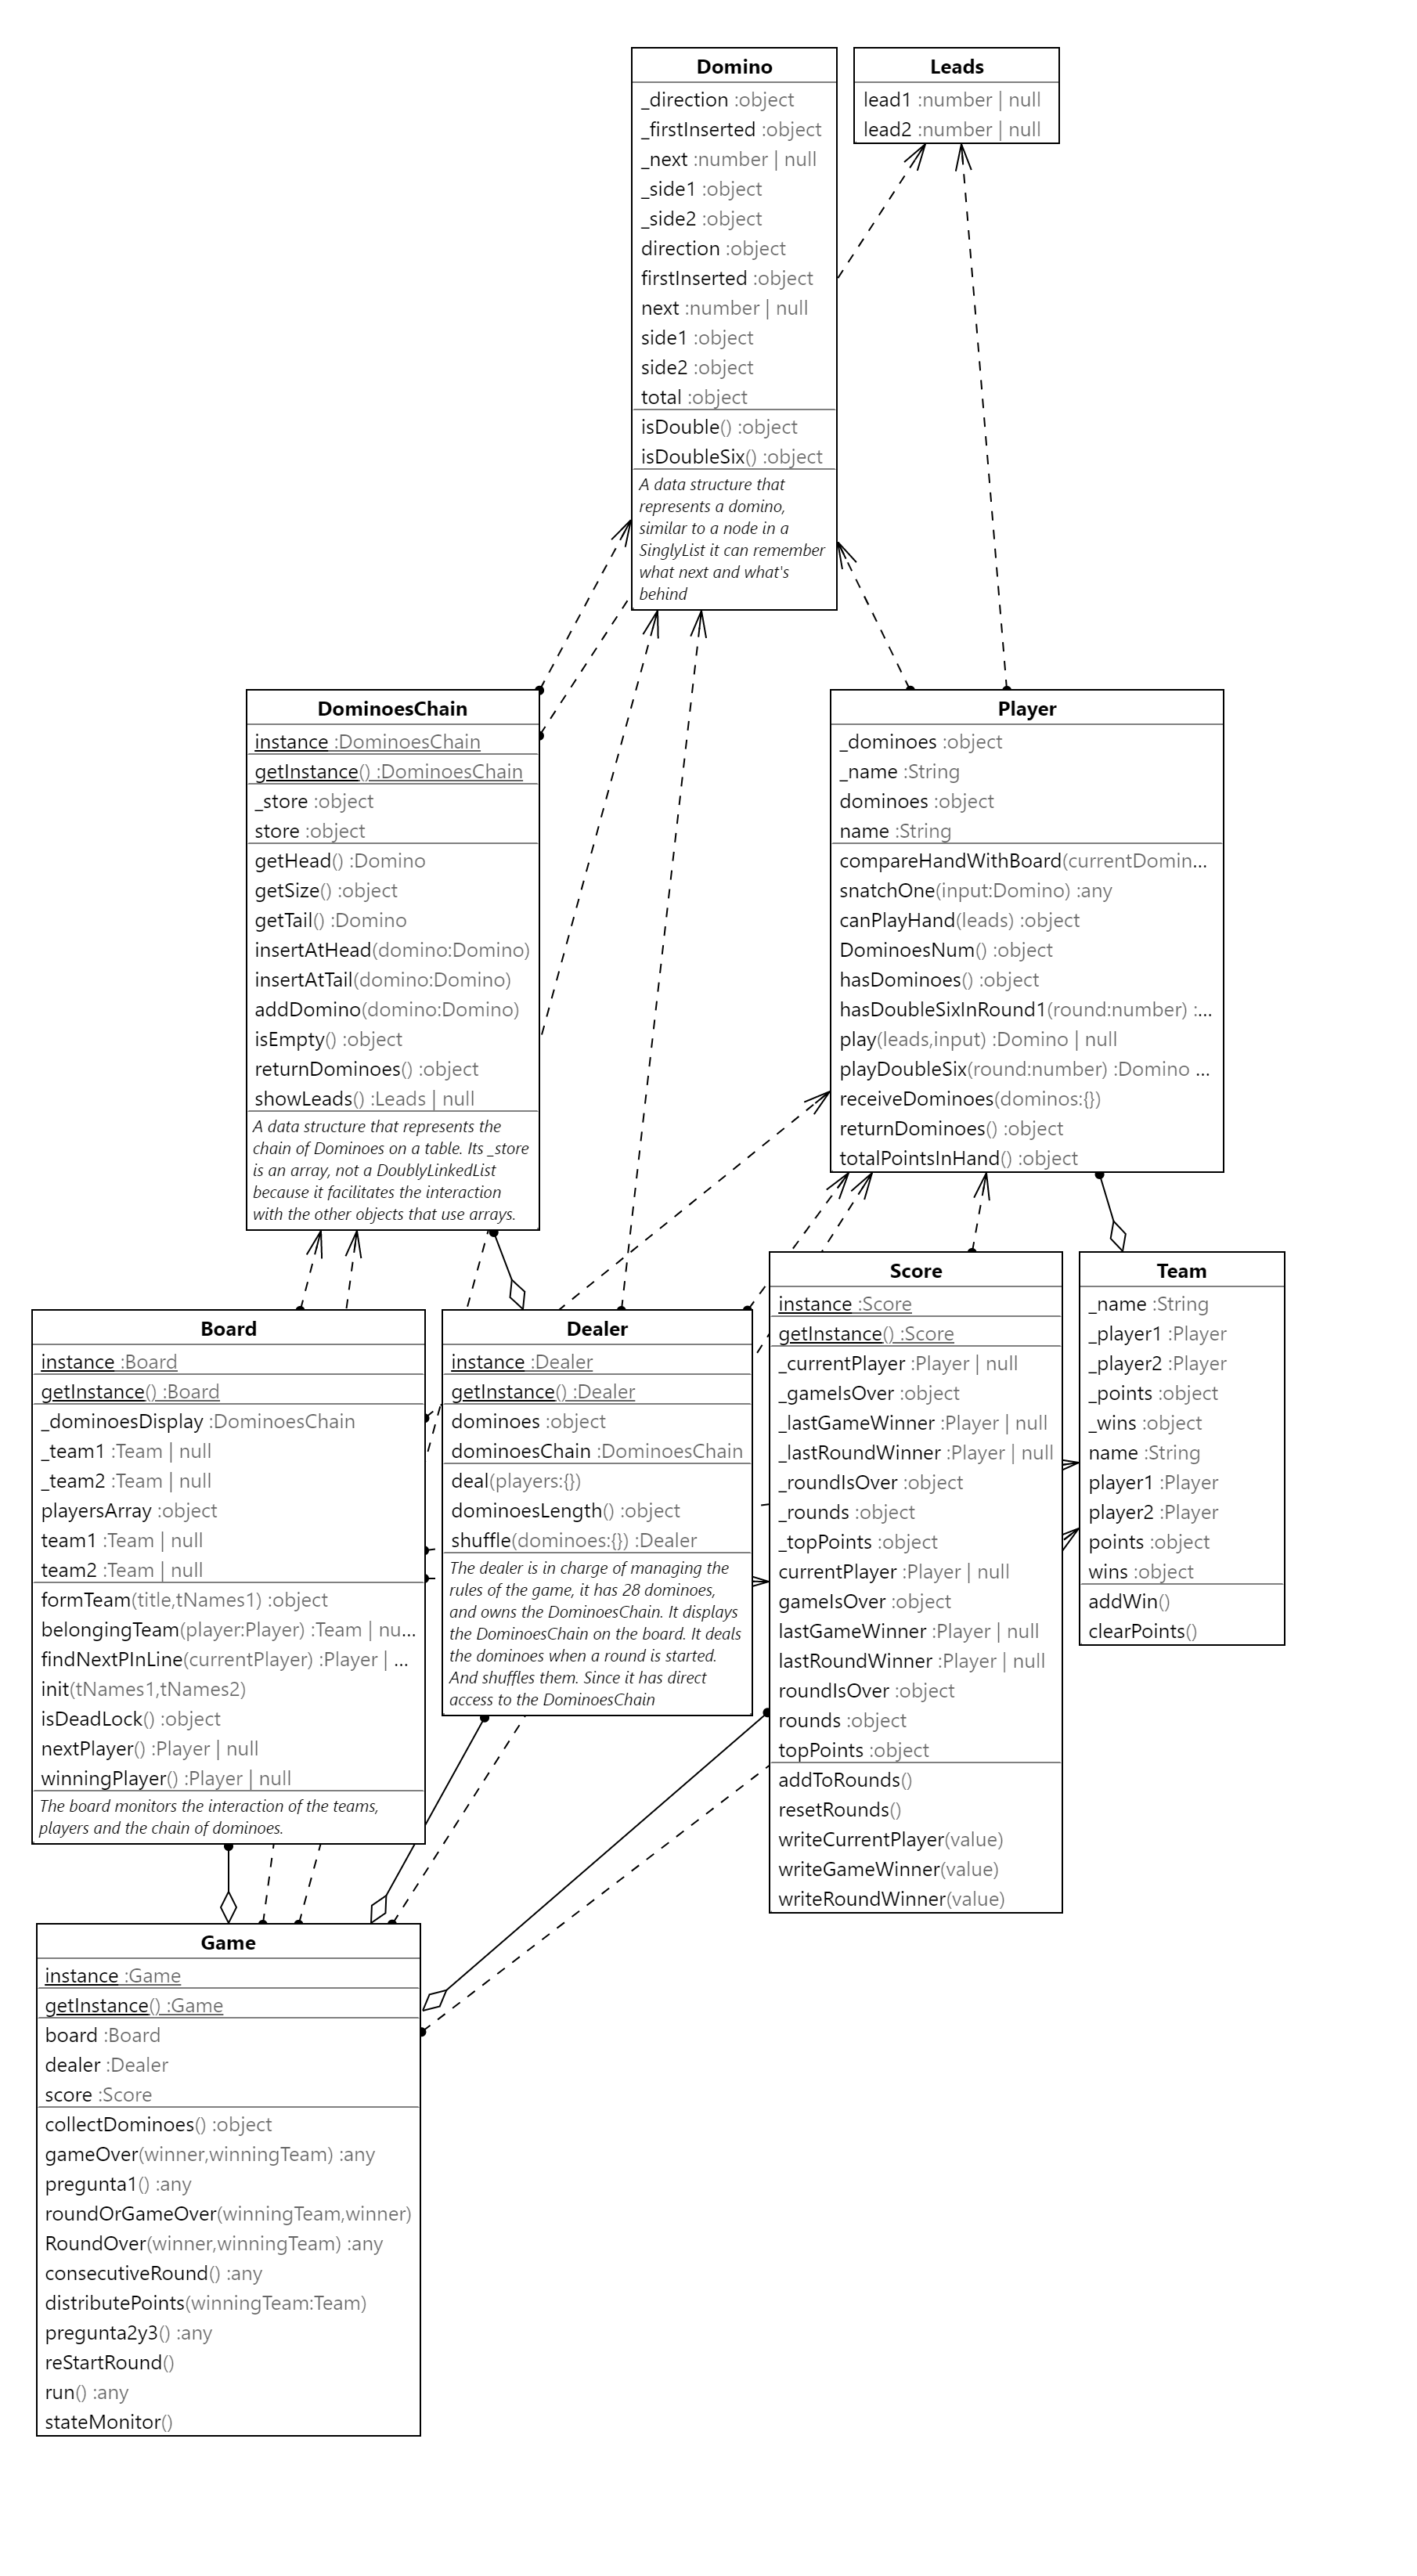 Domino
_direction :object
_firstInserted :object
_next :number | null
_side1 :object
_side2 :object
direction :object
firstInserted :object
next :number | null
side1 :object
side2 :object
total :object
isDouble() :object
isDoubleSix() :object
A data structure that
represents a domino,
similar to a node in a
SinglyList it can remember
what next and what's
behind
Leads
lead1 :number | null
lead2 :number | null
DominoesChain
instance :DominoesChain
getInstance() :DominoesChain
_store :object
store :object
getHead() :Domino
getSize() :object
getTail() :Domino
insertAtHead(domino:Domino)
insertAtTail(domino:Domino)
addDomino(domino:Domino)
isEmpty() :object
returnDominoes() :object
showLeads() :Leads | null
A data structure that represents the
chain of Dominoes on a table. Its _store
is an array, not a DoublyLinkedList
because it facilitates the interaction
with the other objects that use arrays.
Player
_dominoes :object
_name :String
dominoes :object
name :String
compareHandWithBoard(currentDomin...
snatchOne(input:Domino) :any
canPlayHand(leads) :object
DominoesNum() :object
hasDominoes() :object
hasDoubleSixInRound1(round:number) :...
play(leads,input) :Domino | null
playDoubleSix(round:number) :Domino ...
receiveDominoes(dominos:{})
returnDominoes() :object
totalPointsInHand() :object
Board
instance :Board
getInstance() :Board
_dominoesDisplay :DominoesChain
_team1 :Team | null
_team2 :Team | null
playersArray :object
team1 :Team | null
team2 :Team | null
formTeam(title,tNames1) :object
belongingTeam(player:Player) :Team | nu...
findNextPInLine(currentPlayer) :Player | ...
init(tNames1,tNames2)
isDeadLock() :object
nextPlayer() :Player | null
winningPlayer() :Player | null
The board monitors the interaction of the teams,
players and the chain of dominoes.
Dealer
instance :Dealer
getInstance() :Dealer
dominoes :object
dominoesChain :DominoesChain
deal(players:{})
dominoesLength() :object
shuffle(dominoes:{}) :Dealer
The dealer is in charge of managing the
rules of the game, it has 28 dominoes,
and owns the DominoesChain. It displays
the DominoesChain on the board. It deals
the dominoes when a round is started.
And shuffles them. Since it has direct
access to the DominoesChain
Score
instance :Score
getInstance() :Score
_currentPlayer :Player | null
_gameIsOver :object
_lastGameWinner :Player | null
_lastRoundWinner :Player | null
_roundIsOver :object
_rounds :object
_topPoints :object
currentPlayer :Player | null
gameIsOver :object
lastGameWinner :Player | null
lastRoundWinner :Player | null
roundIsOver :object
rounds :object
topPoints :object
addToRounds()
resetRounds()
writeCurrentPlayer(value)
writeGameWinner(value)
writeRoundWinner(value)
Team
_name :String
_player1 :Player
_player2 :Player
_points :object
_wins :object
name :String
player1 :Player
player2 :Player
points :object
wins :object
addWin()
clearPoints()
Game
instance :Game
getInstance() :Game
board :Board
dealer :Dealer
score :Score
collectDominoes() :object
gameOver(winner,winningTeam) :any
pregunta1() :any
roundOrGameOver(winningTeam,winner)
RoundOver(winner,winningTeam) :any
consecutiveRound() :any
distributePoints(winningTeam:Team)
pregunta2y3() :any
reStartRound()
run() :any
stateMonitor()